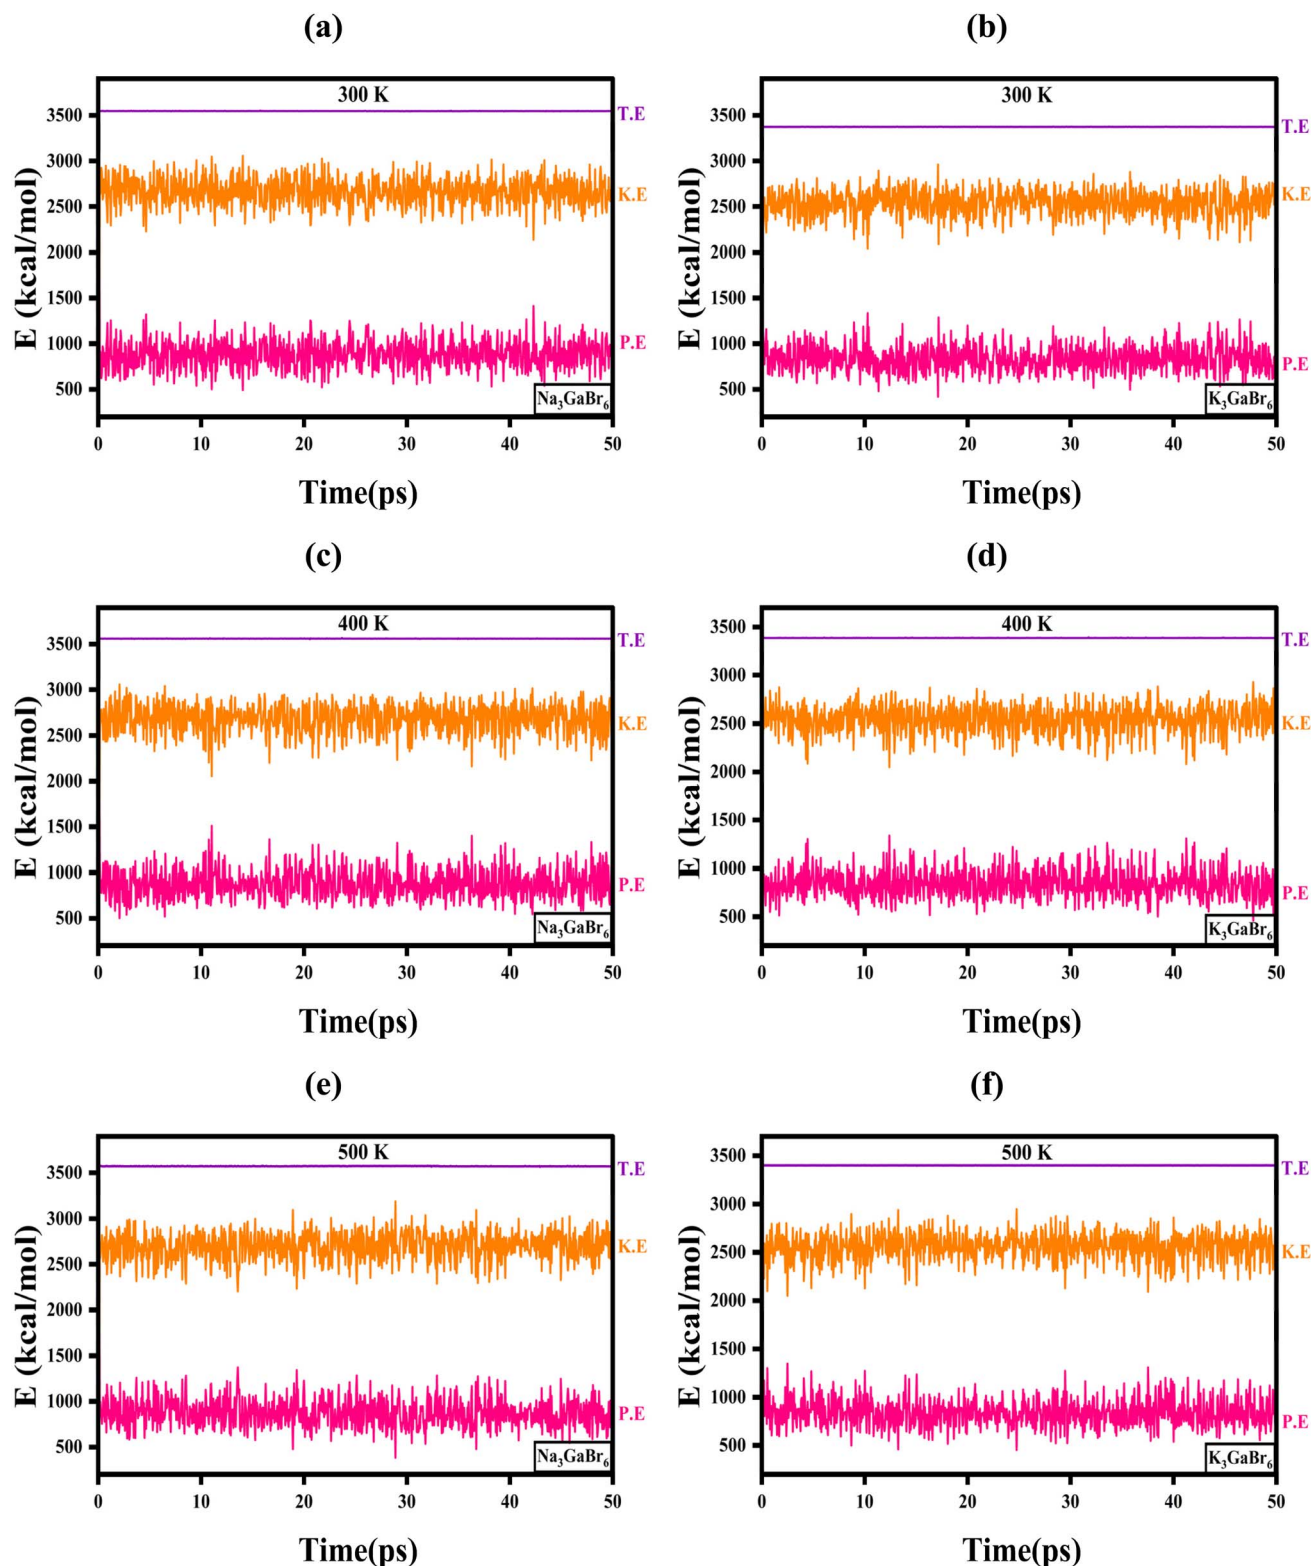 (a)
300 K
3500
3000
2500
2000
1500
1000
500
0 10 20 30 40 50
E (kcal/mol)
Time(ps)
T.E
K.E
P.E
Na₃GaBr₆
(b)
300 K
3500
3000
2500
2000
1500
1000
500
0 10 20 30 40 50
E (kcal/mol)
Time(ps)
T.E
K.E
P.E
K₃GaBr₆
(c)
400 K
3500
3000
2500
2000
1500
1000
500
0 10 20 30 40 50
E (kcal/mol)
Time(ps)
T.E
K.E
P.E
Na₃GaBr₆
(d)
400 K
3500
3000
2500
2000
1500
1000
500
0 10 20 30 40 50
E (kcal/mol)
Time(ps)
T.E
K.E
P.E
K₃GaBr₆
(e)
500 K
3500
3000
2500
2000
1500
1000
500
0 10 20 30 40 50
E (kcal/mol)
Time(ps)
T.E
K.E
P.E
Na₃GaBr₆
(f)
500 K
3500
3000
2500
2000
1500
1000
500
0 10 20 30 40 50
E (kcal/mol)
Time(ps)
T.E
K.E
P.E
K₃GaBr₆